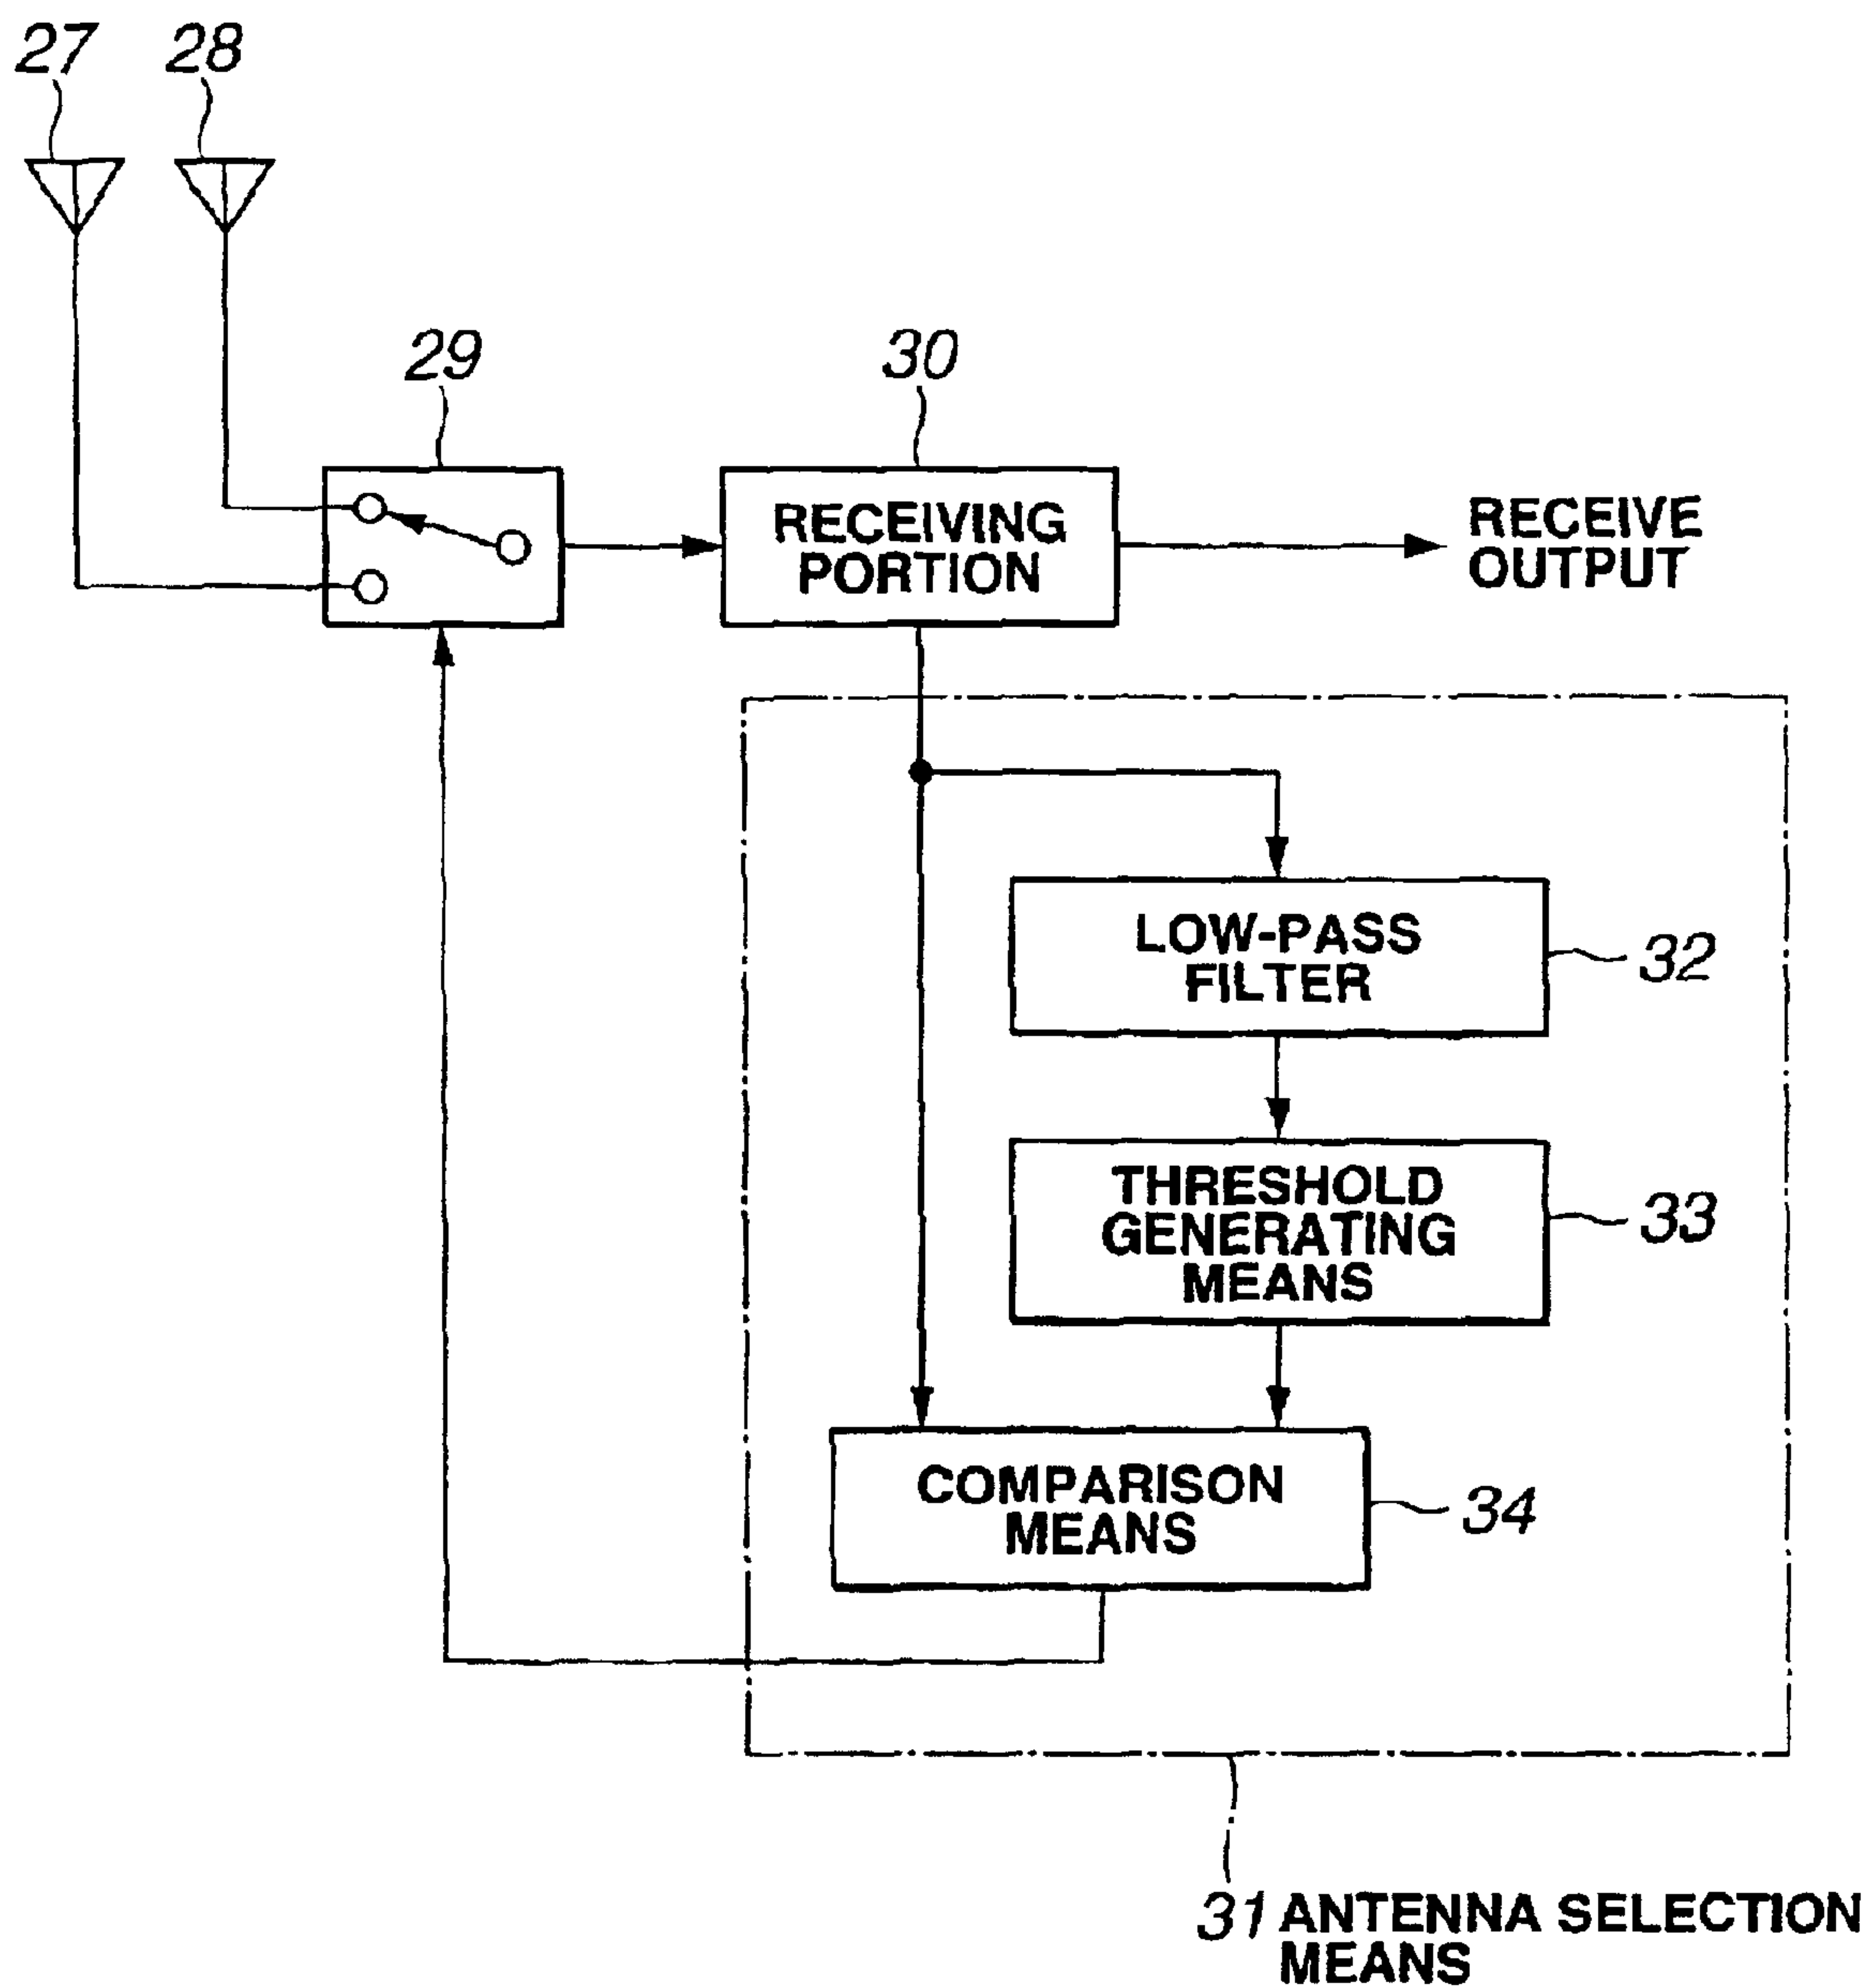 27 28
29
30
RECEIVING
PORTION
RECEIVE
OUTPUT
LOW-PASS
FILTER
32
THRESHOLD
GENERATING
MEANS
33
COMPARISON
MEANS
34
31 ANTENNA SELECTION
MEANS